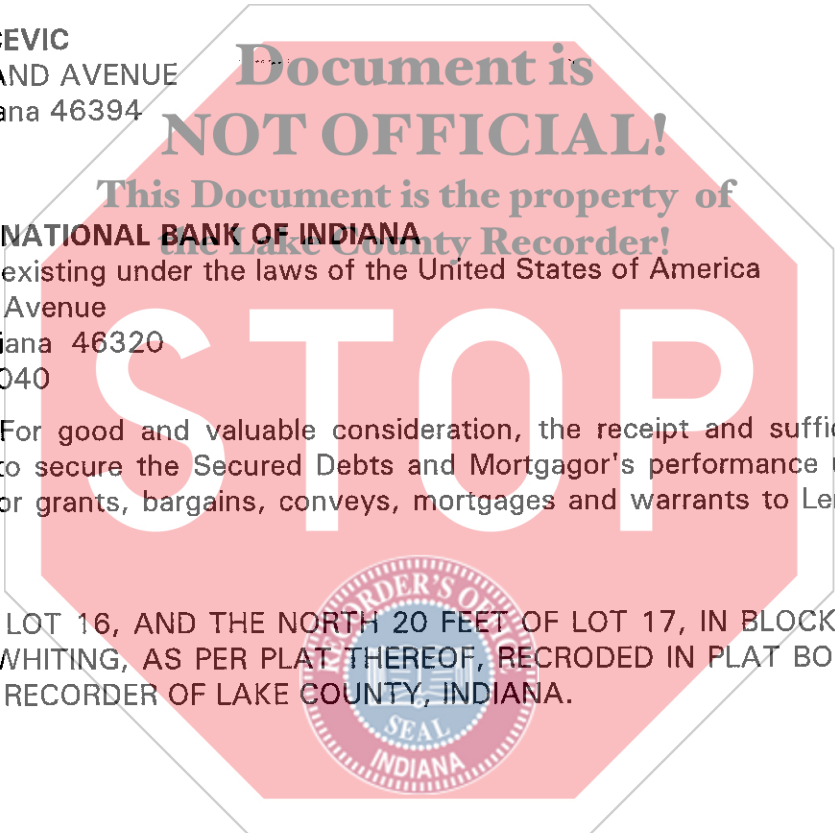 CEVIC
AND AVENUE
ana 46394
Document is
NOT OFFICIAL!
This Document is the property of
the Lake County Recorder!
NATIONAL BANK OF INDIANA
existing under the laws of the United States of America
Avenue
iana 46320
040
STOP
For good and valuable consideration, the receipt and suffic
to secure the Secured Debts and Mortgagor's performance u
or grants, bargains, conveys, mortgages and warrants to Le
LOT 16, AND THE NORTH 20 FEET OF LOT 17, IN BLOCK
WHITING, AS PER PLAT THEREOF, RECRODED IN PLAT BO
RECORDER OF LAKE COUNTY, INDIANA.
RECORDER'S OFFICE
SEAL
INDIANA